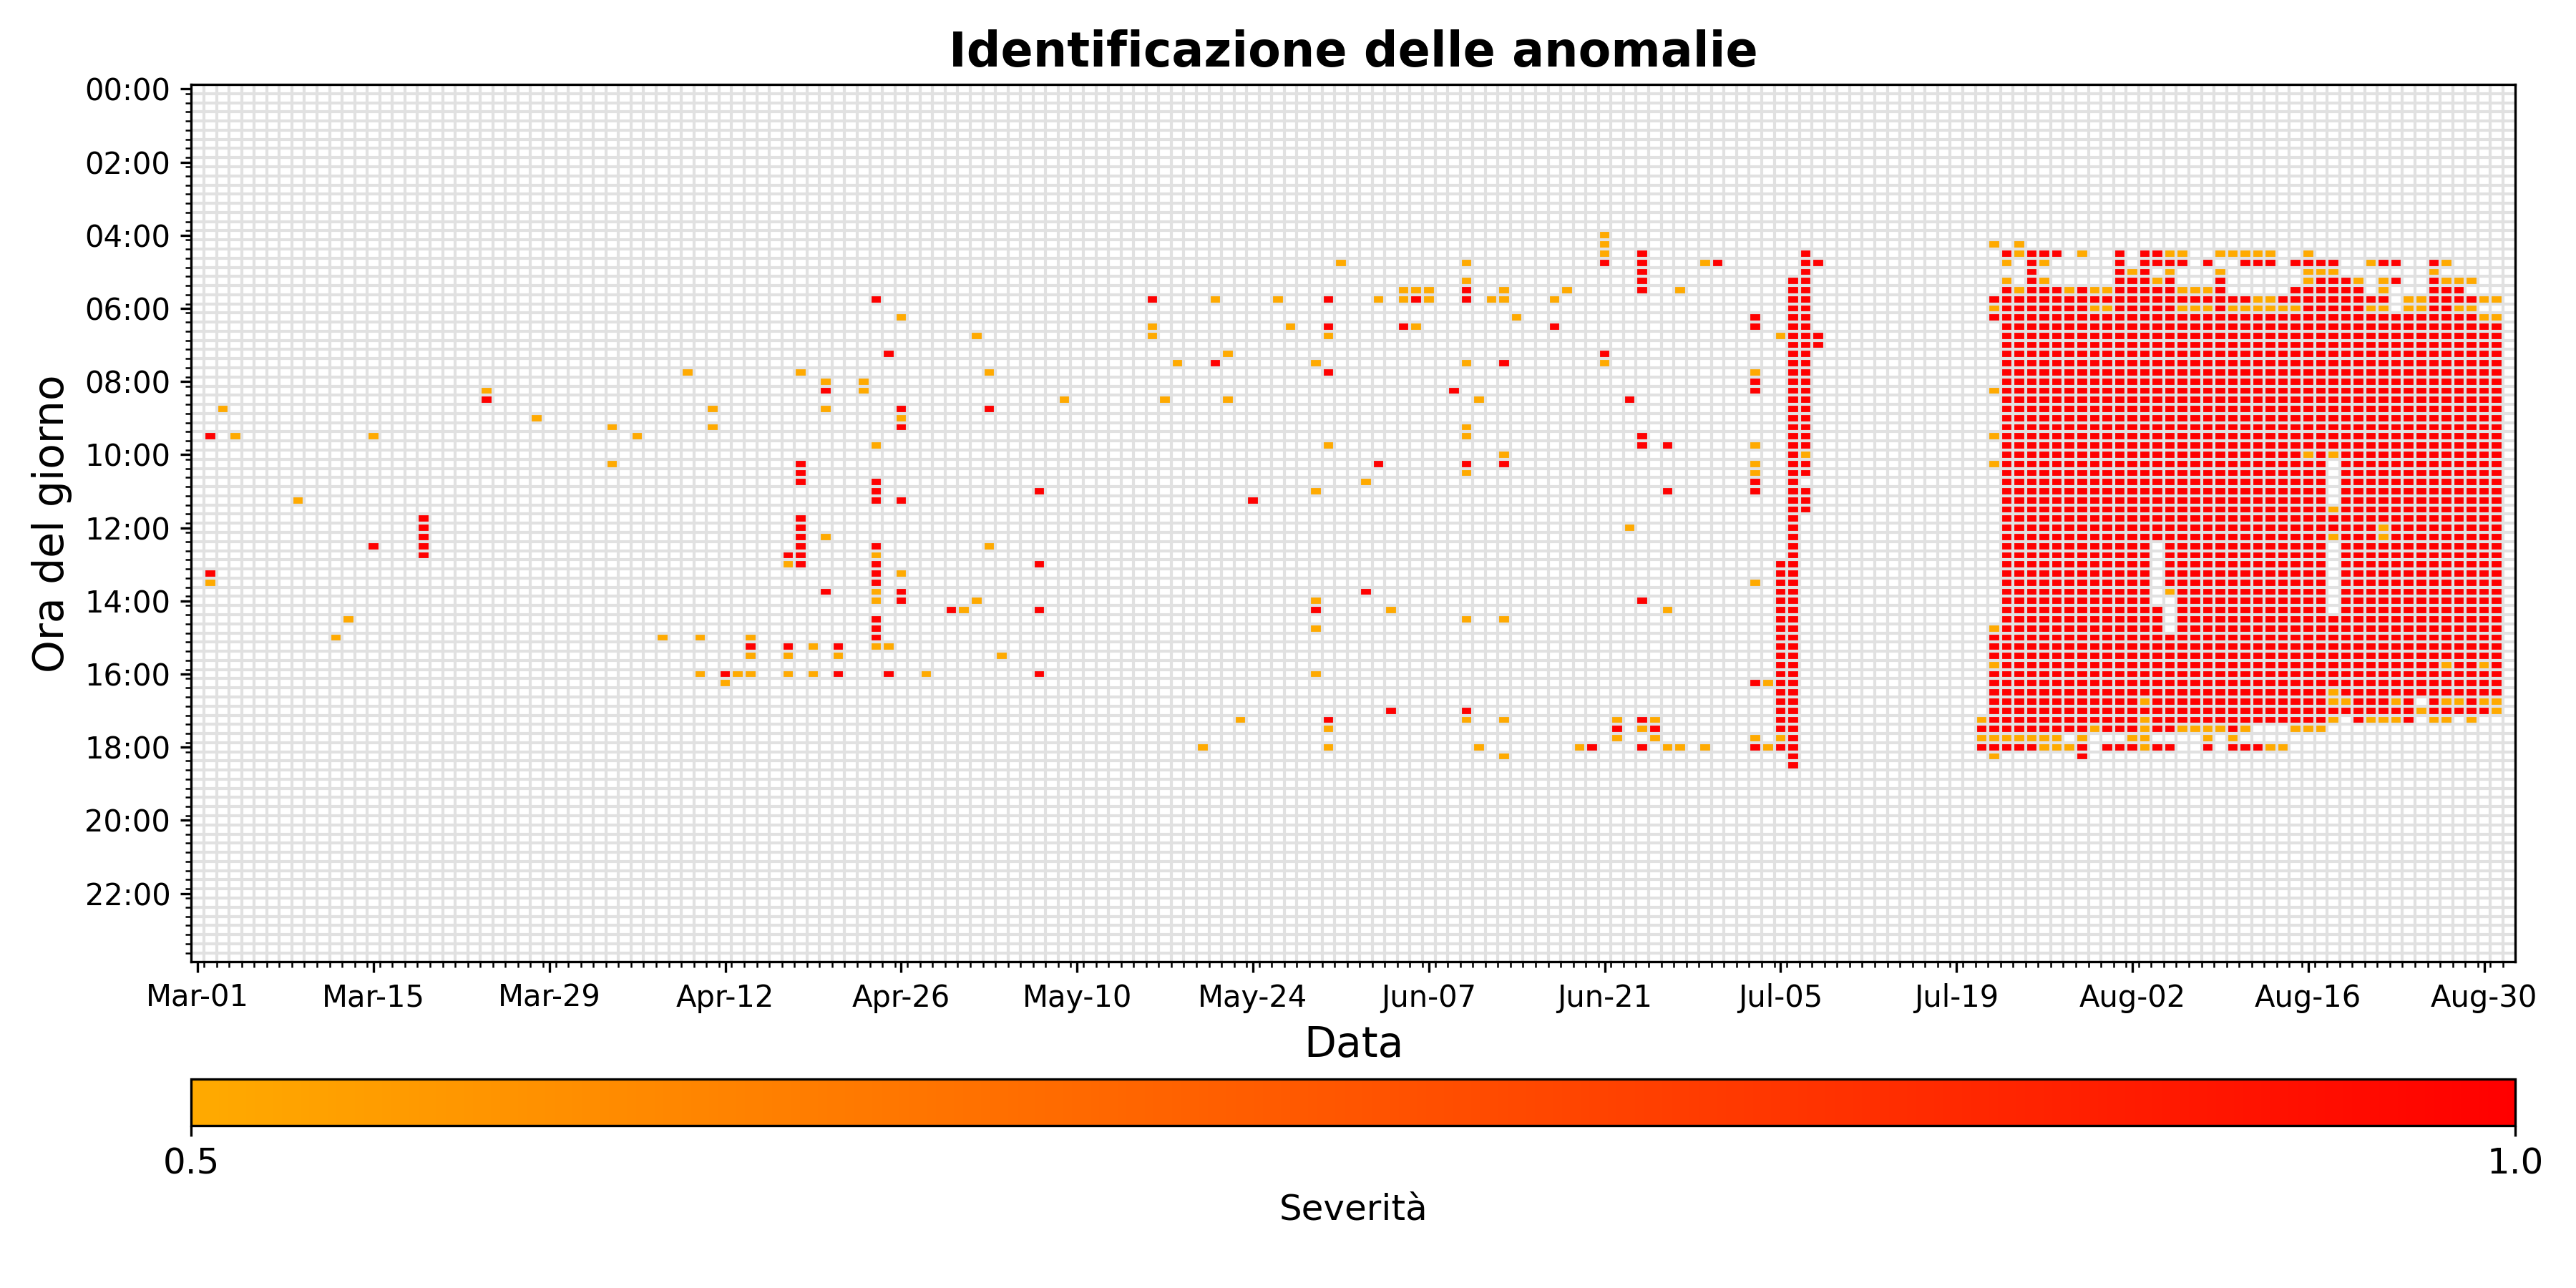 Identificazione delle anomalie
00:00
02:00
04:00
06:00
08:00
10:00
12:00
14:00
16:00
18:00
20:00
22:00
Ora del giorno
Mar-01 Mar-15 Mar-29 Apr-12 Apr-26 May-10 May-24 Jun-07 Jun-21 Jul-05 Jul-19 Aug-02 Aug-16 Aug-30
Data
0.5 1.0
Severità